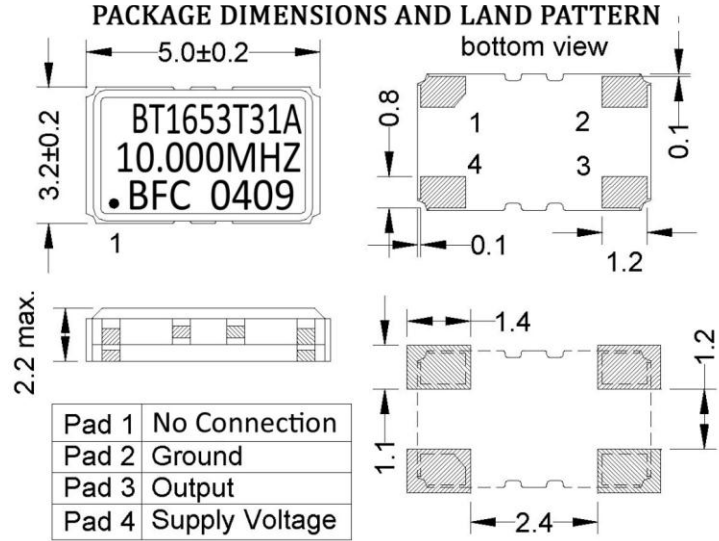 PACKAGE DIMENSIONS AND LAND PATTERN
5.0±0.2
bottom view
3.2±0.2
BT1653T31A
10.000MHZ
.BFC 0409
1
0.8
1 2
4 3
0.1
0.1
1.2
2.2 max.
1.4
1.2
1.1
2.4
Pad 1 No Connection
Pad 2 Ground
Pad 3 Output
Pad 4 Supply Voltage